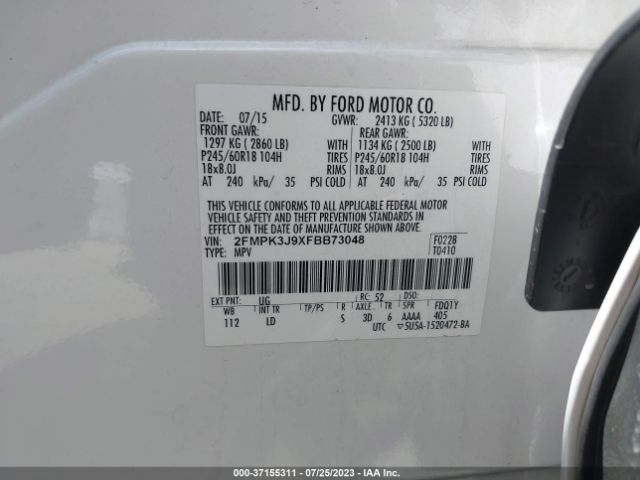 MFD. BY FORD MOTOR CO.
DATE: 07/15 GVWR: 2413 KG ( 5320 LB)
FRONT GAWR: REAR GAWR:
1297 KG ( 2860 LB) WITH 1134 KG ( 2500 LB) WITH
P245/60R18 104H TIRES P245/60R18 104H TIRES
18x8.0J RIMS 18x8.0J RIMS
AT 240 kPa/ 35 PSI COLD AT 240 kPa/ 35 PSI COLD
THIS VEHICLE CONFORMS TO ALL APPLICABLE FEDERAL MOTOR
VEHICLE SAFETY AND THEFT PREVENTION STANDARDS IN
EFFECT ON THE DATE OF MANUFACTURE SHOWN ABOVE.
VIN: 2FMPK3J9XFBB73048 F0228
TYPE: MPV T0410
EXT PNT: UG RC: 52 DSO:
WB INT TR TP/PS R AXLE TR SPR FDQ1Y
112 LD S 3D 6 AAAA 405
UTC 5U5A-1520472-BA
000-37155311 - 07/25/2023 - IAA Inc.